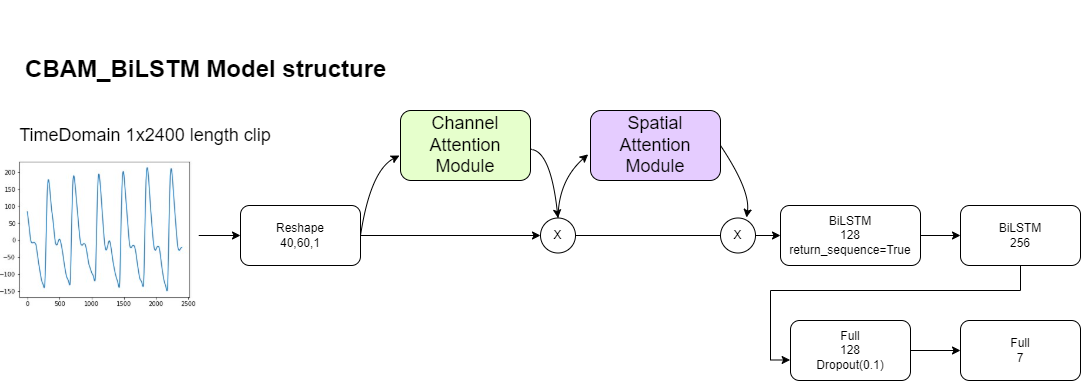 CBAM_BiLSTM Model structure
TimeDomain 1x2400 length clip
200
150
100
50
0
−50
−100
−150
0 500 1000 1500 2000 2500
Reshape
40,60,1
Channel
Attention
Module
X
Spatial
Attention
Module
X
BiLSTM
128
return_sequence=True
BiLSTM
256
Full
128
Dropout(0.1)
Full
7